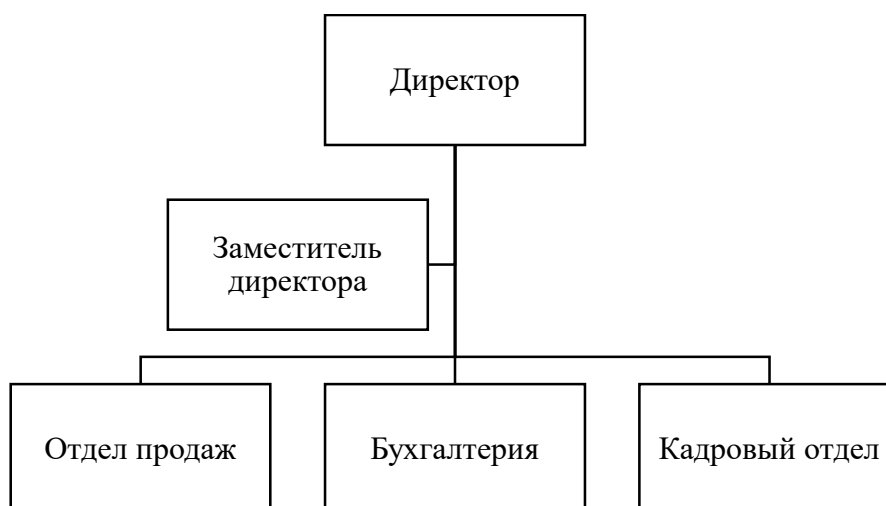 Директор
Заместитель
директора
Отдел продаж
Бухгалтерия
Кадровый отдел